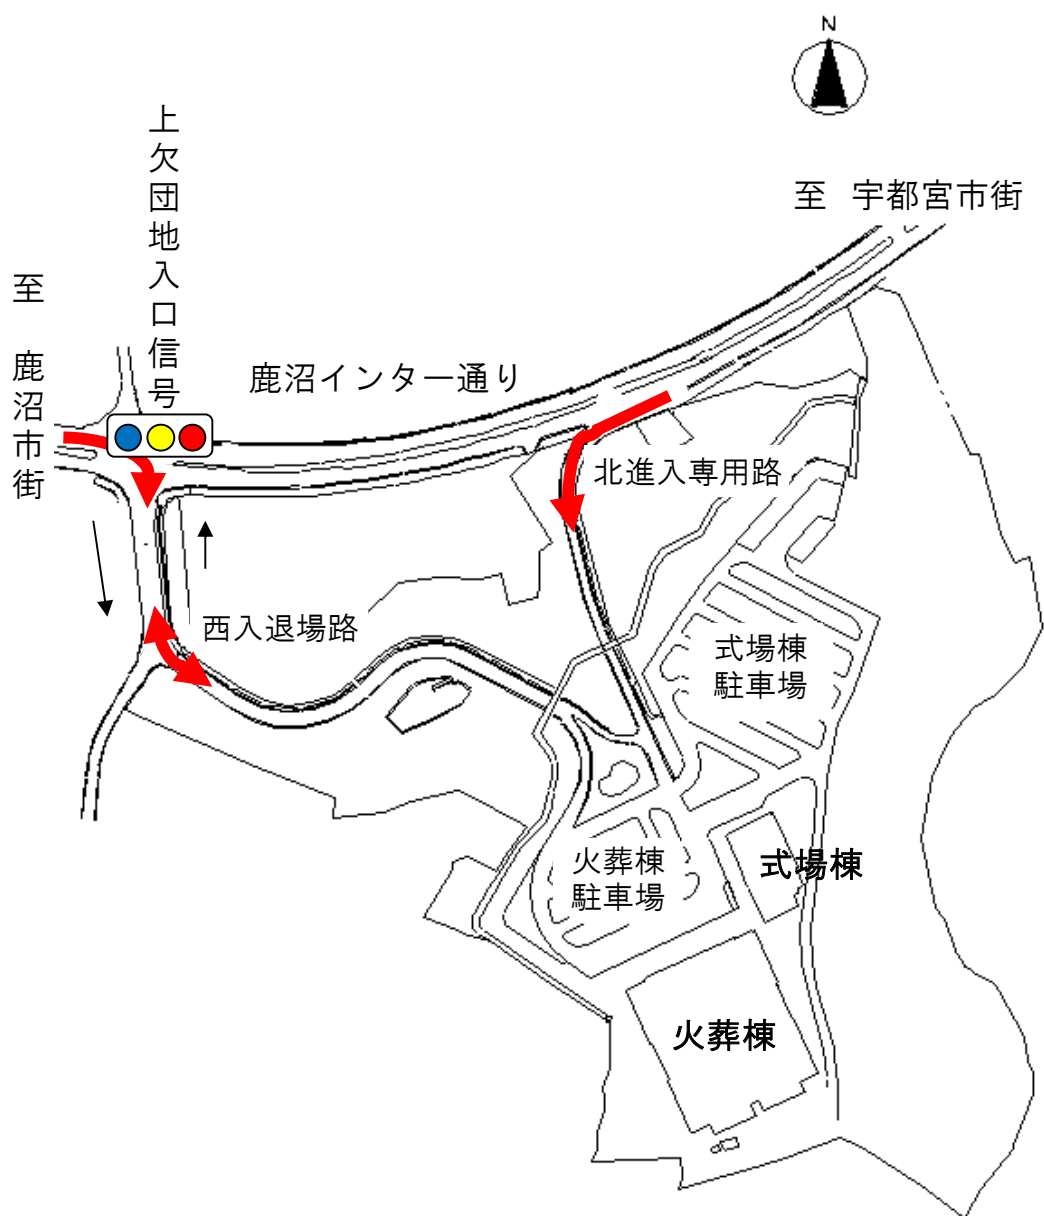 N
至 宇都宮市街
上欠団地入口信号
至 鹿沼市街
鹿沼インター通り
北進入専用路
西入退場路
式場棟
駐車場
火葬棟
駐車場
式場棟
火葬棟